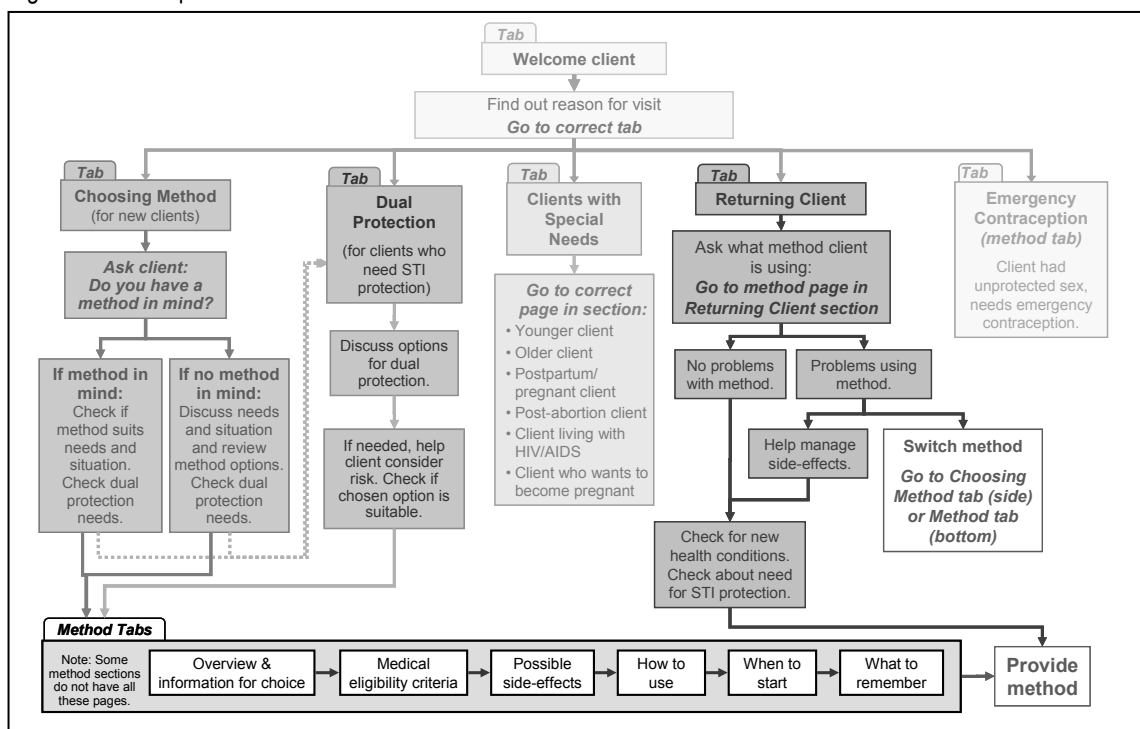 Tab
Welcome client
Find out reason for visit
Go to correct tab
Tab
Choosing Method
(for new clients)
Ask client:
Do you have a
method in mind?
If method in
mind:
Check if
method suits
needs and
situation.
Check dual
protection
needs.
If no method
in mind:
Discuss needs
and situation
and review
method options.
Check dual
protection
needs.
Tab
Dual
Protection
(for clients who
need STI
protection)
Discuss options
for dual
protection.
If needed, help
client consider
risk. Check if
chosen option is
suitable.
Tab
Clients with
Special
Needs
Go to correct
page in section:
• Younger client
• Older client
• Postpartum/
pregnant client
• Post-abortion client
• Client living with
HIV/AIDS
• Client who wants to
become pregnant
Tab
Returning Client
Ask what method client
is using:
Go to method page in
Returning Client section
No problems
with method.
Problems using
method.
Help manage
side-effects.
Switch method
Go to Choosing
Method tab (side)
or Method tab
(bottom)
Check for new
health conditions.
Check about need
for STI protection.
Tab
Emergency
Contraception
(method tab)
Client had
unprotected sex,
needs emergency
contraception.
Method Tabs
Note: Some
method sections
do not have all
these pages.
Overview &
information for choice
Medical
eligibility criteria
Possible
side-effects
How to
use
When to
start
What to
remember
Provide
method